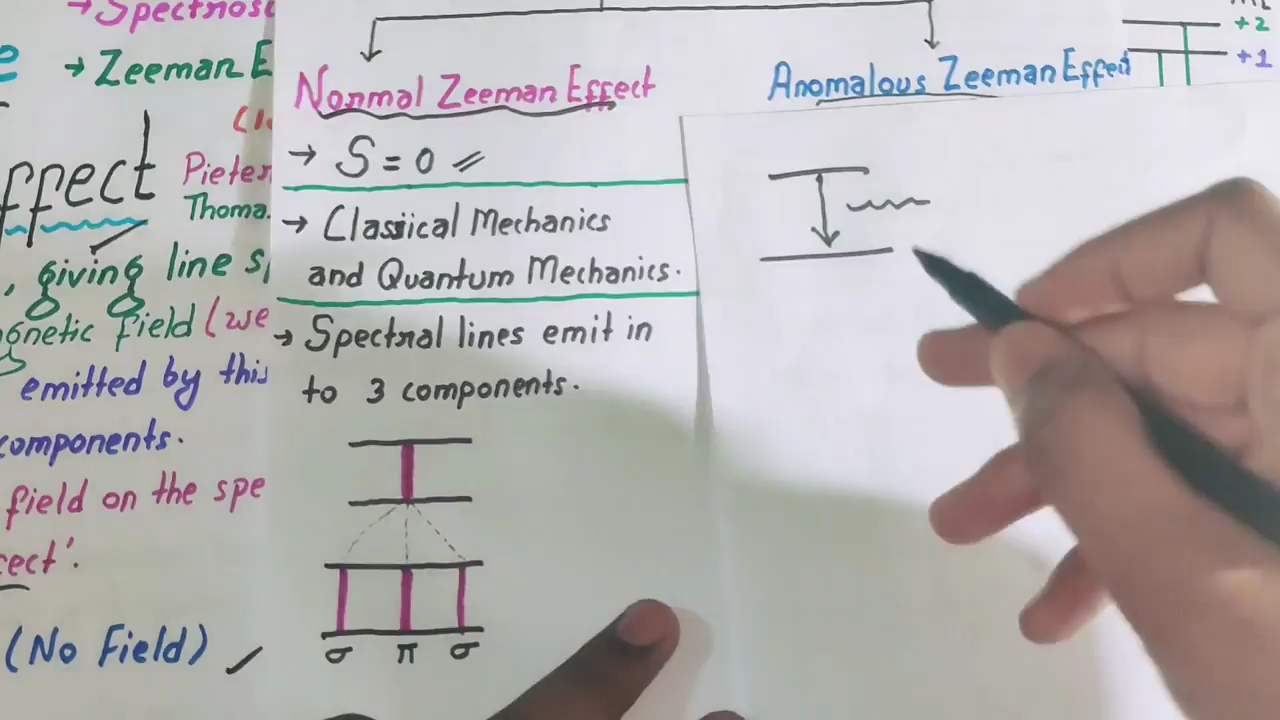 → Spectrosc
→ Zeeman E
ffect
Pieter
Thoma.
, giving line s
gnetic field (we
emitted by this
components.
field on the spe
ect'.
(No Field) ✓
Normal Zeeman Effect
→ S = 0
→ Classical Mechanics
and Quantum Mechanics.
→ Spectral lines emit in
to 3 components.
σ π σ
Anomalous Zeeman Effect
+2
+1